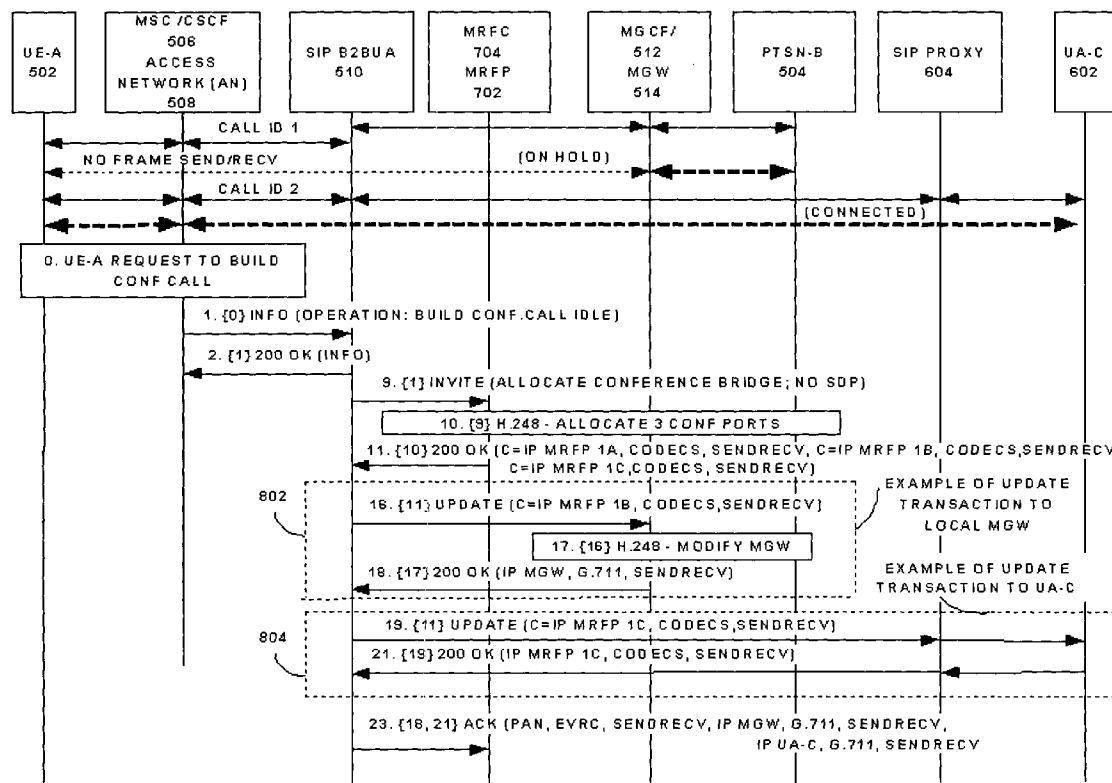 UE-A
502
MSC/CSCF
506
ACCESS
NETWORK (AN)
508
SIP B2BUA
510
MRFC
704
MRFP
702
MGCF/
512
MGW
514
PTSN-B
504
SIP PROXY
604
UA-C
602
CALL ID 1
NO FRAME SEND/RECV
(ON HOLD)
CALL ID 2
(CONNECTED)
0. UE-A REQUEST TO BUILD
CONF CALL
1. {0} INFO (OPERATION: BUILD CONF.CALL IDLE)
2. {1} 200 OK (INFO)
9. {1} INVITE (ALLOCATE CONFERENCE BRIDGE; NO SDP)
10. {9} H.248 - ALLOCATE 3 CONF PORTS
11. {10} 200 OK (C=IP MRFP 1A, CODECS, SENDRECV, C=IP MRFP 1B, CODECS,SENDRECV,
C=IP MRFP 1C,CODECS, SENDRECV)
802
EXAMPLE OF UPDATE
TRANSACTION TO
LOCAL MGW
16. {11} UPDATE (C=IP MRFP 1B, CODECS,SENDRECV)
17. {16} H.248 - MODIFY MGW
18. {17} 200 OK (IP MGW, G.711, SENDRECV)
EXAMPLE OF UPDATE
TRANSACTION TO UA-C
804
19. {11} UPDATE (C=IP MRFP 1C, CODECS,SENDRECV)
21. {19} 200 OK (IP MRFP 1C, CODECS, SENDRECV)
23. {18, 21} ACK (PAN, EVRC, SENDRECV, IP MGW, G.711, SENDRECV,
IP UA-C, G.711, SENDRECV